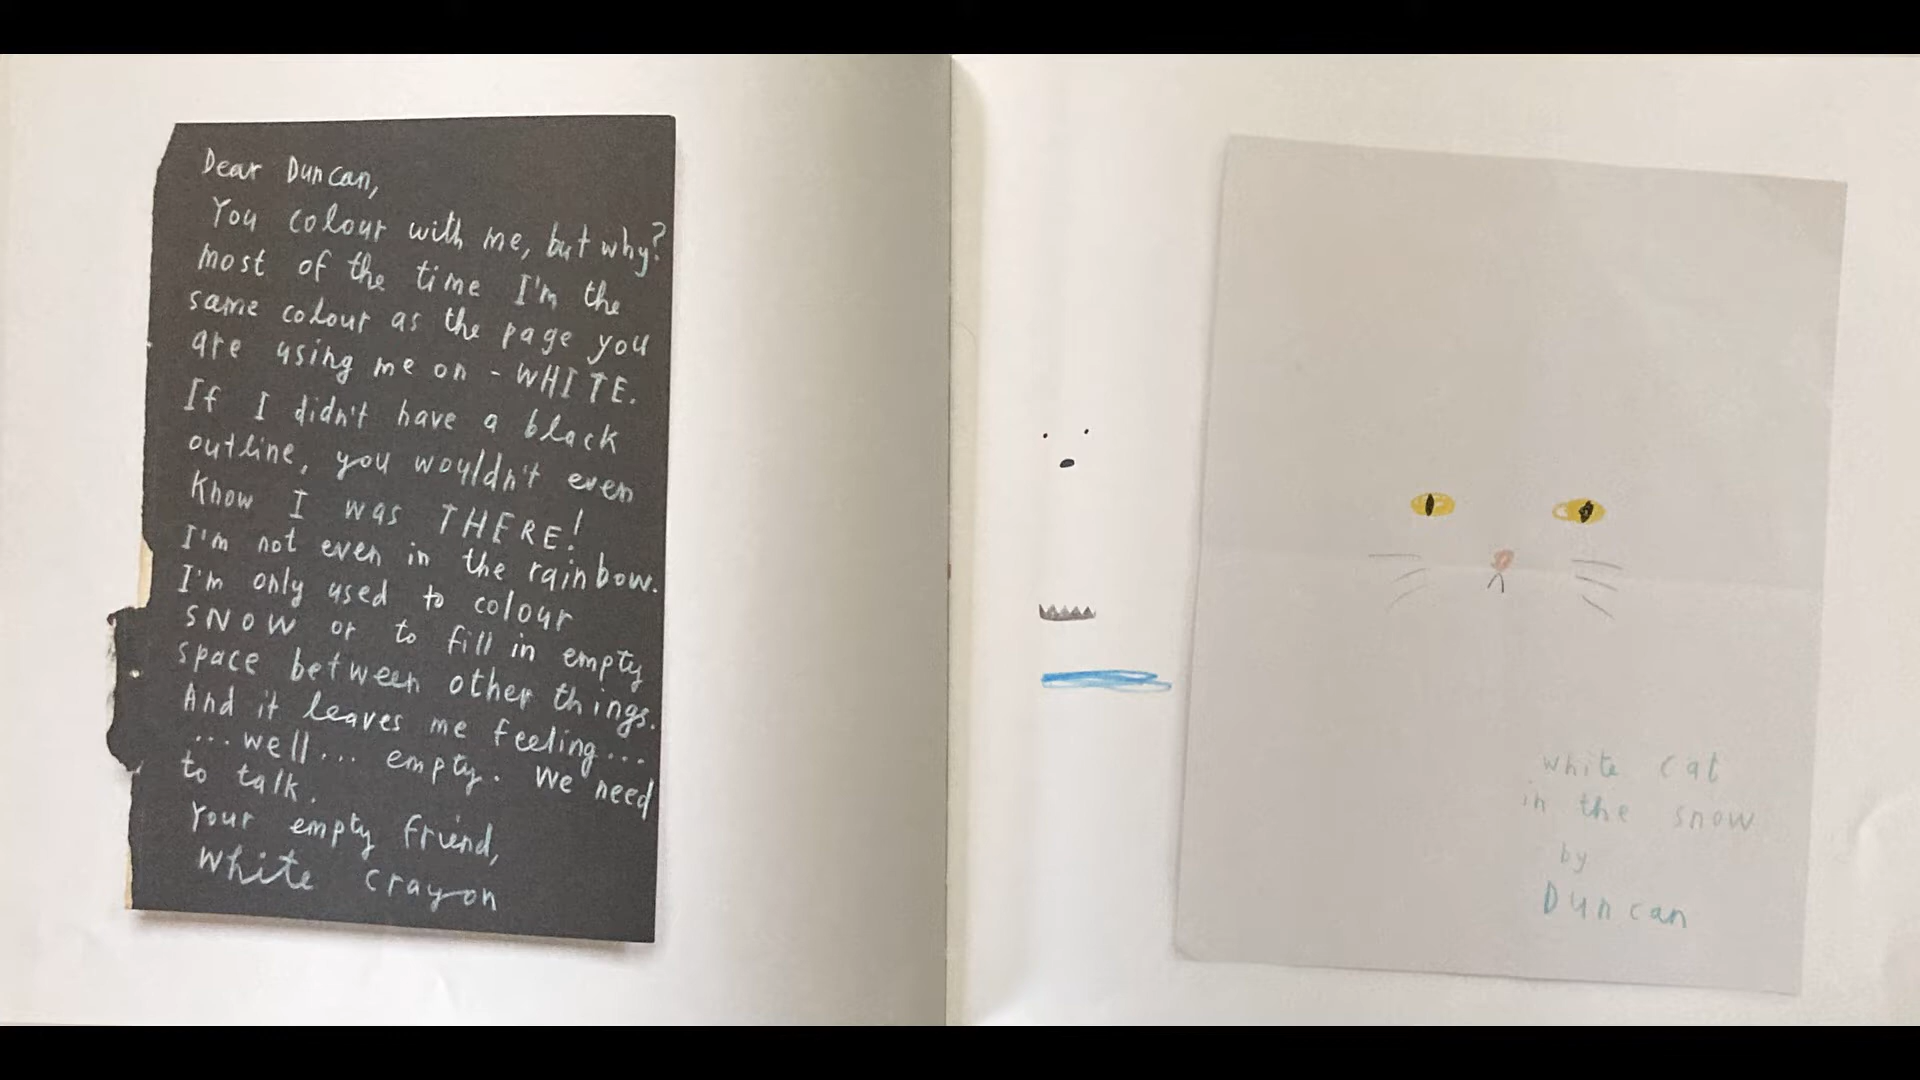 Dear Duncan,
You colour with me, but why?
most of the time I'm the
same colour as the page you
are using me on - WHITE.
If I didn't have a black
outline, you wouldn't even
Know I was THERE!
I'm not even in the rainbow.
I'm only used to colour
SNOW or to fill in empty
space between other things.
And it leaves me feeling...
...well... empty. We need
to talk.
Your empty friend,
White crayon
white cat
in the snow
by
Duncan